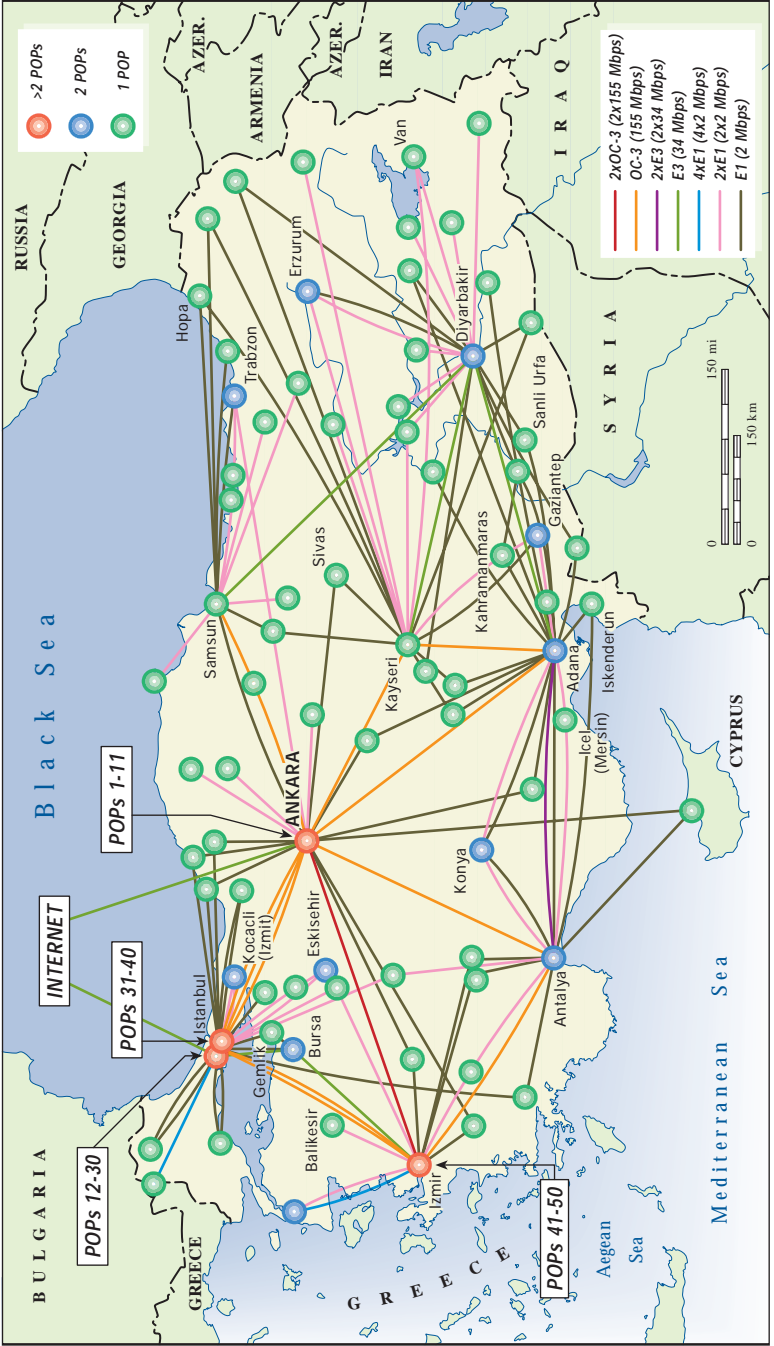 RUSSIA
GEORGIA
AZER.
ARMENIA
AZER.
IRAN
IRAQ
SYRIA
CYPRUS
BULGARIA
GREECE
GREECE
Black Sea
Mediterranean Sea
Aegean
Sea
>2 POPs
2 POPs
1 POP
2xOC-3 (2x155 Mbps)
OC-3 (155 Mbps)
2xE3 (2x34 Mbps)
E3 (34 Mbps)
4xE1 (4x2 Mbps)
2xE1 (2x2 Mbps)
E1 (2 Mbps)
INTERNET
POPs 1-11
POPs 31-40
POPs 12-30
POPs 41-50
Istanbul
Kocacli
(Izmit)
Gemlik
Bursa
Eskisehir
Balikesir
Izmir
ANKARA
Konya
Antalya
Samsun
Sivas
Kayseri
Kahramanmaras
Adana
Iskenderun
Icel
(Mersin)
Gaziantep
Sanli Urfa
Diyarbakir
Van
Erzurum
Trabzon
Hopa
0
150 mi
0
150 km